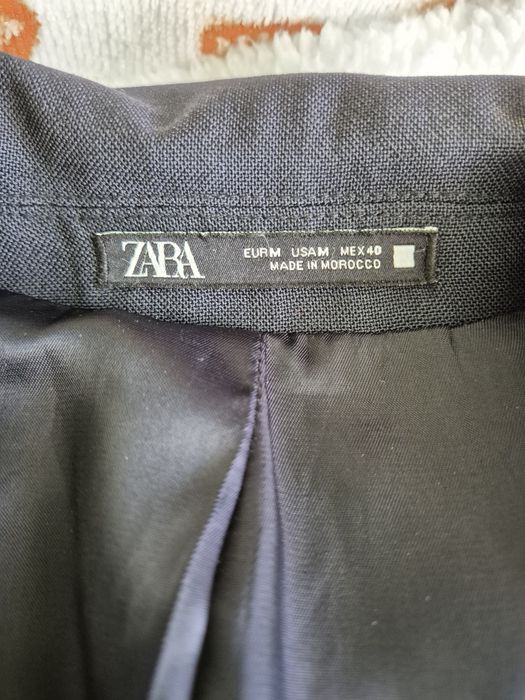 ZARA
EUR M USA M / MEX 40
MADE IN MOROCCO